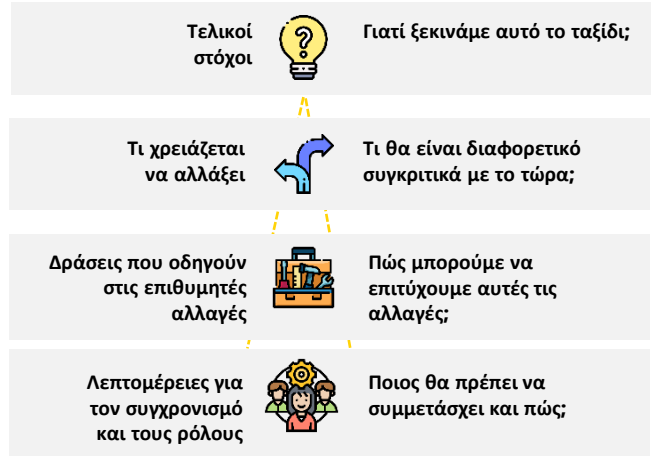 Τελικοί
στόχοι
Γιατί ξεκινάμε αυτό το ταξίδι;
Τι χρειάζεται
να αλλάξει
Τι θα είναι διαφορετικό
συγκριτικά με το τώρα;
Δράσεις που οδηγούν
στις επιθυμητές
αλλαγές
Πώς μπορούμε να
επιτύχουμε αυτές τις
αλλαγές;
Λεπτομέρειες για
τον συγχρονισμό
και τους ρόλους
Ποιος θα πρέπει να
συμμετάσχει και πώς;